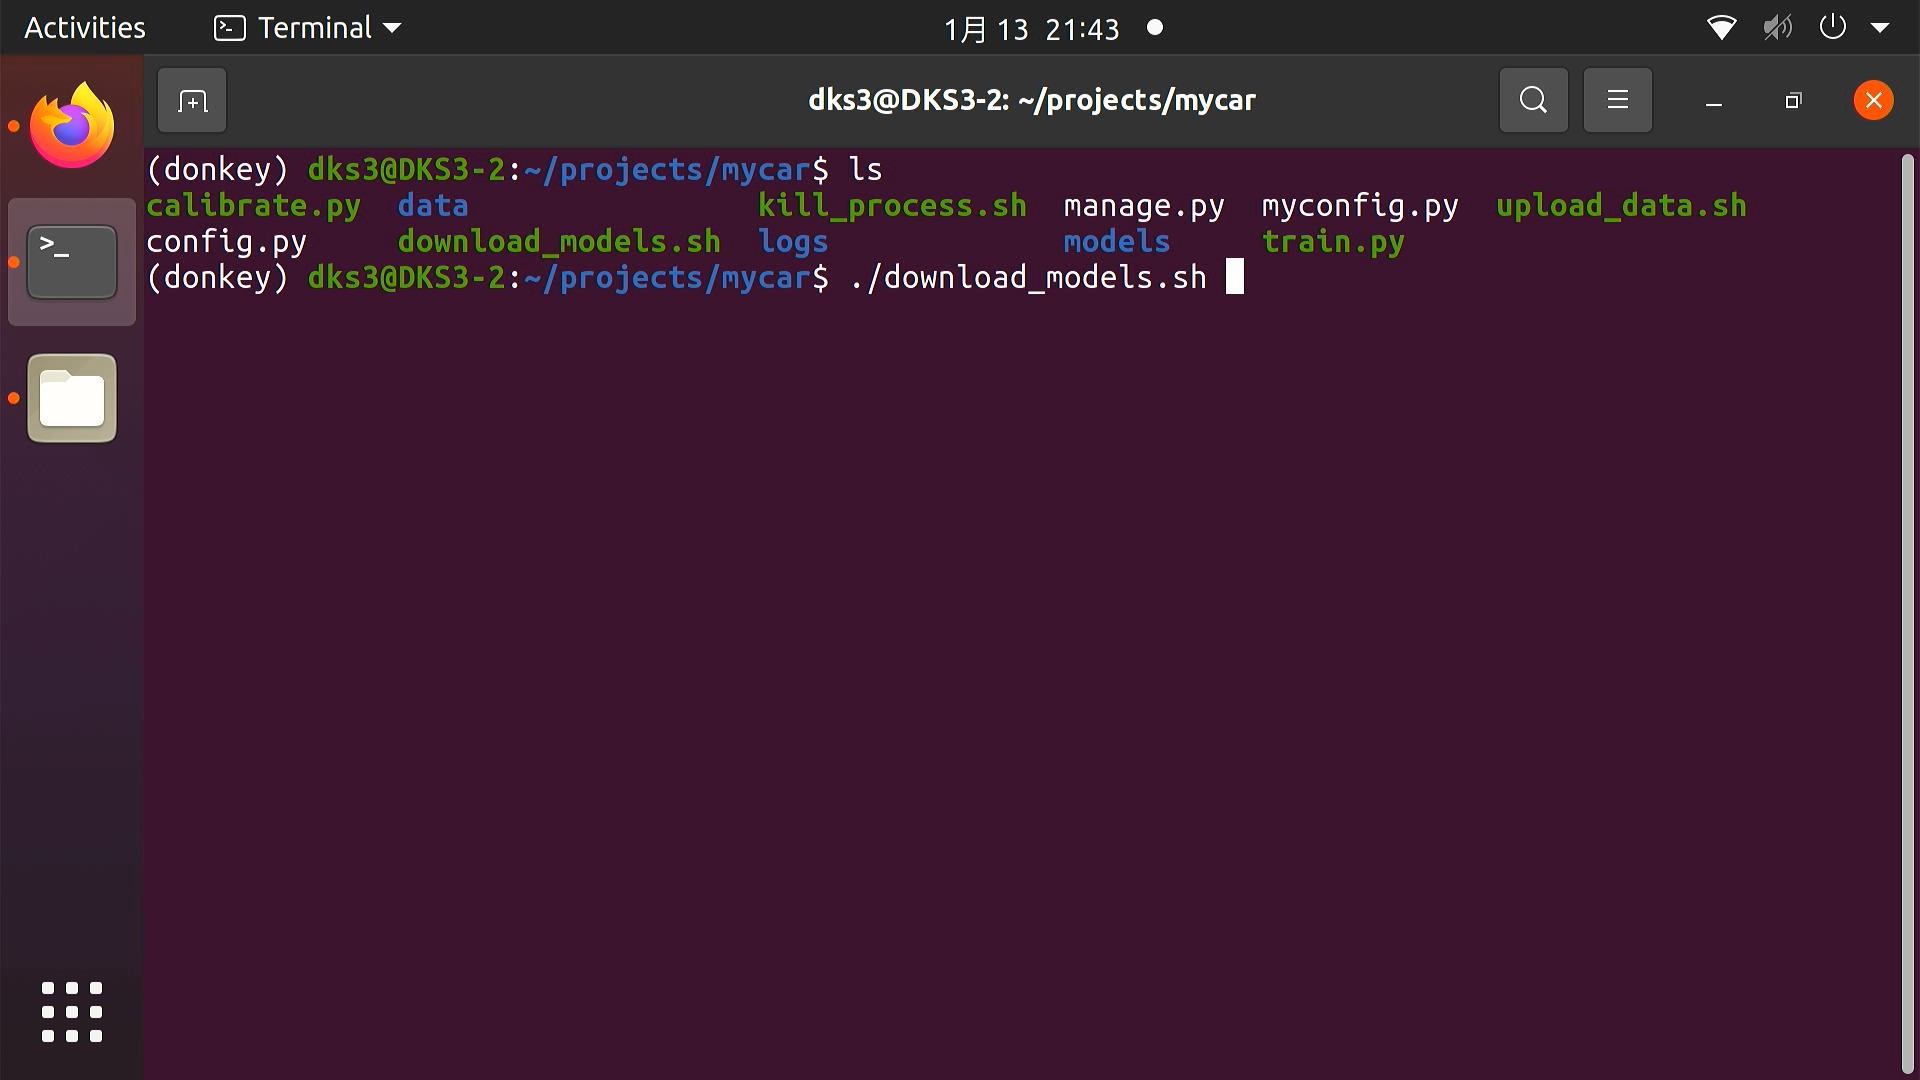 Activities
Terminal
1月 13 21:43
dks3@DKS3-2: ~/projects/mycar
(donkey) dks3@DKS3-2:~/projects/mycar$ ls
calibrate.py data kill_process.sh manage.py myconfig.py upload_data.sh
config.py download_models.sh logs models train.py
(donkey) dks3@DKS3-2:~/projects/mycar$ ./download_models.sh